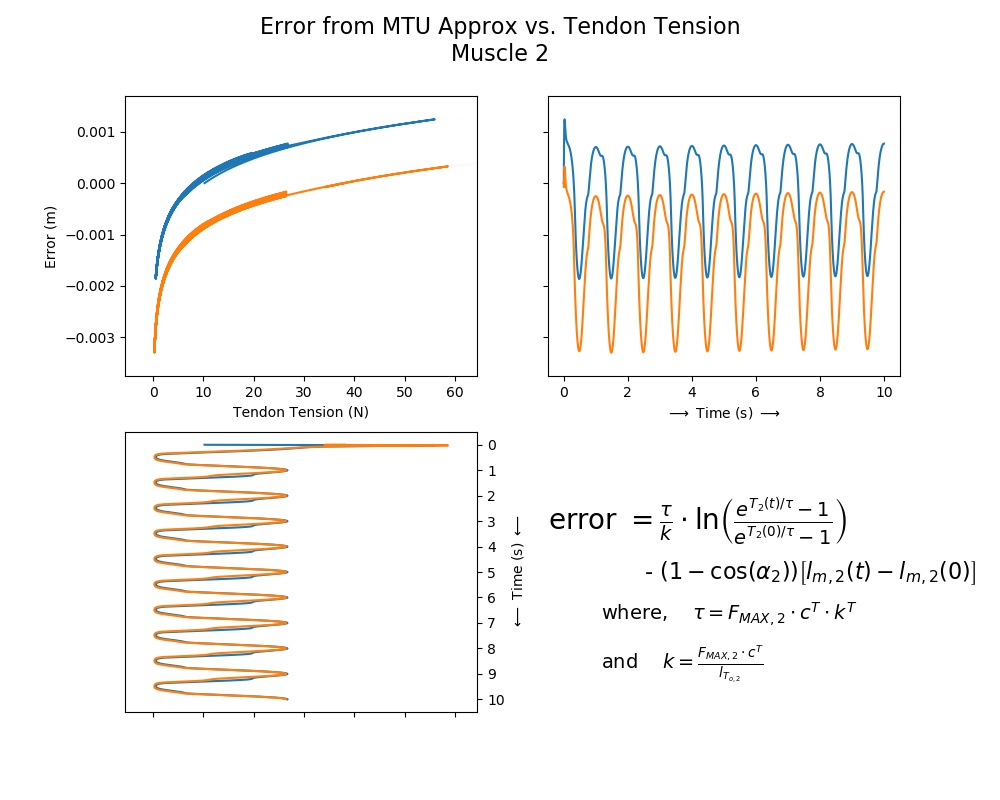 Error from MTU Approx vs. Tendon Tension
Muscle 2
0.001
0.000
−0.001
−0.002
−0.003
Error (m)
0 10 20 30 40 50 60
Tendon Tension (N)
0 2 4 6 8 10
⟶ Time (s) ⟶
0
1
2
3
4
5
6
7
8
9
10
⟵ Time (s) ⟵
error = τ/k · ln((e^{T₂(t)/τ} − 1)/(e^{T₂(0)/τ} − 1))
- (1 − cos(α₂))[l_{m,2}(t) − l_{m,2}(0)]
where, τ = F_{MAX,2} · c^T · k^T
and k = (F_{MAX,2} · c^T)/l_{T_{o,2}}